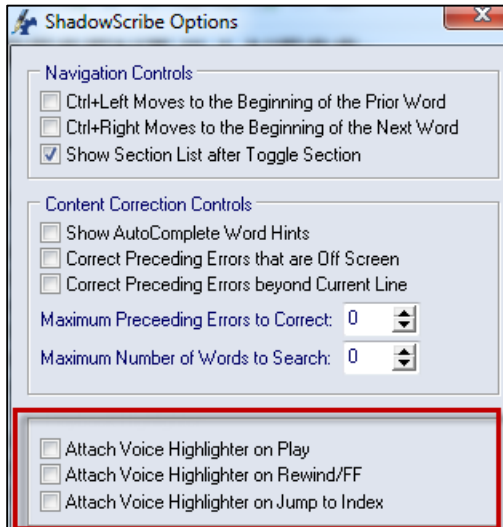 ShadowScribe Options
Navigation Controls
Ctrl+Left Moves to the Beginning of the Prior Word
Ctrl+Right Moves to the Beginning of the Next Word
Show Section List after Toggle Section
Content Correction Controls
Show AutoComplete Word Hints
Correct Preceding Errors that are Off Screen
Correct Preceding Errors beyond Current Line
Maximum Preceeding Errors to Correct: 0
Maximum Number of Words to Search: 0
Attach Voice Highlighter on Play
Attach Voice Highlighter on Rewind/FF
Attach Voice Highlighter on Jump to Index